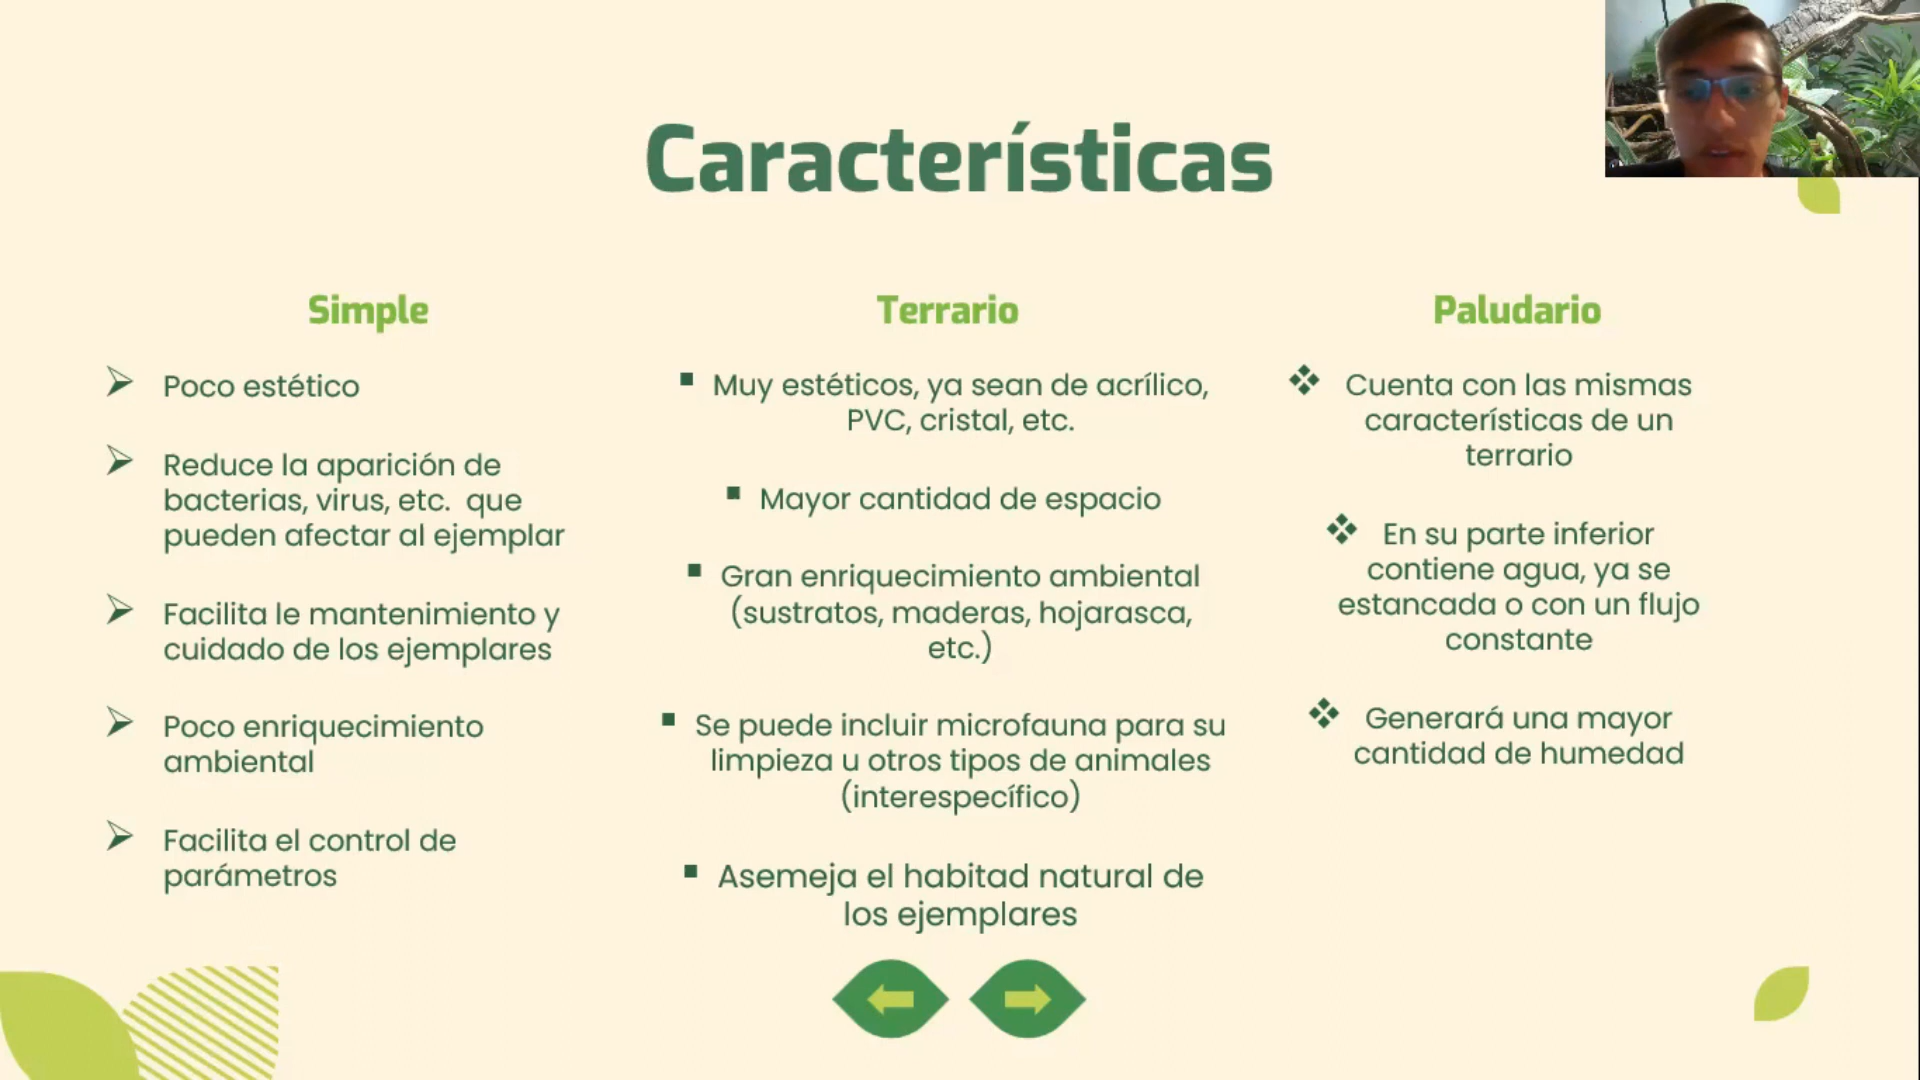 Características
Simple
Poco estético
Reduce la aparición de
bacterias, virus, etc.  que
pueden afectar al ejemplar
Facilita le mantenimiento y
cuidado de los ejemplares
Poco enriquecimiento
ambiental
Facilita el control de
parámetros
Terrario
Muy estéticos, ya sean de acrílico,
PVC, cristal, etc.
Mayor cantidad de espacio
Gran enriquecimiento ambiental
(sustratos, maderas, hojarasca,
etc.)
Se puede incluir microfauna para su
limpieza u otros tipos de animales
(interespecífico)
Asemeja el habitad natural de
los ejemplares
Paludario
Cuenta con las mismas
características de un
terrario
En su parte inferior
contiene agua, ya se
estancada o con un flujo
constante
Generará una mayor
cantidad de humedad